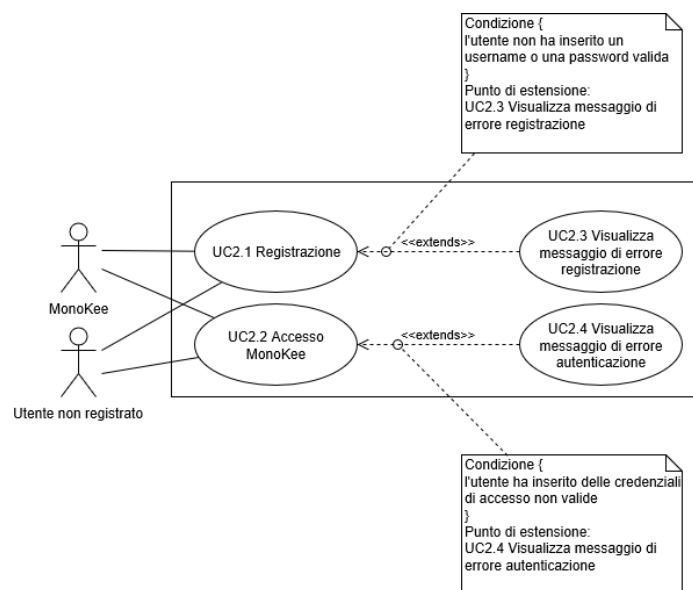 Condizione {
l'utente non ha inserito un
username o una password valida
}
Punto di estensione:
UC2.3 Visualizza messaggio di
errore registrazione
MonoKee
UC2.1 Registrazione
<<extends>>
UC2.3 Visualizza
messaggio di errore
registrazione
Utente non registrato
UC2.2 Accesso
MonoKee
<<extends>>
UC2.4 Visualizza
messaggio di errore
autenticazione
Condizione {
l'utente ha inserito delle credenziali
di accesso non valide
}
Punto di estensione:
UC2.4 Visualizza messaggio di
errore autenticazione